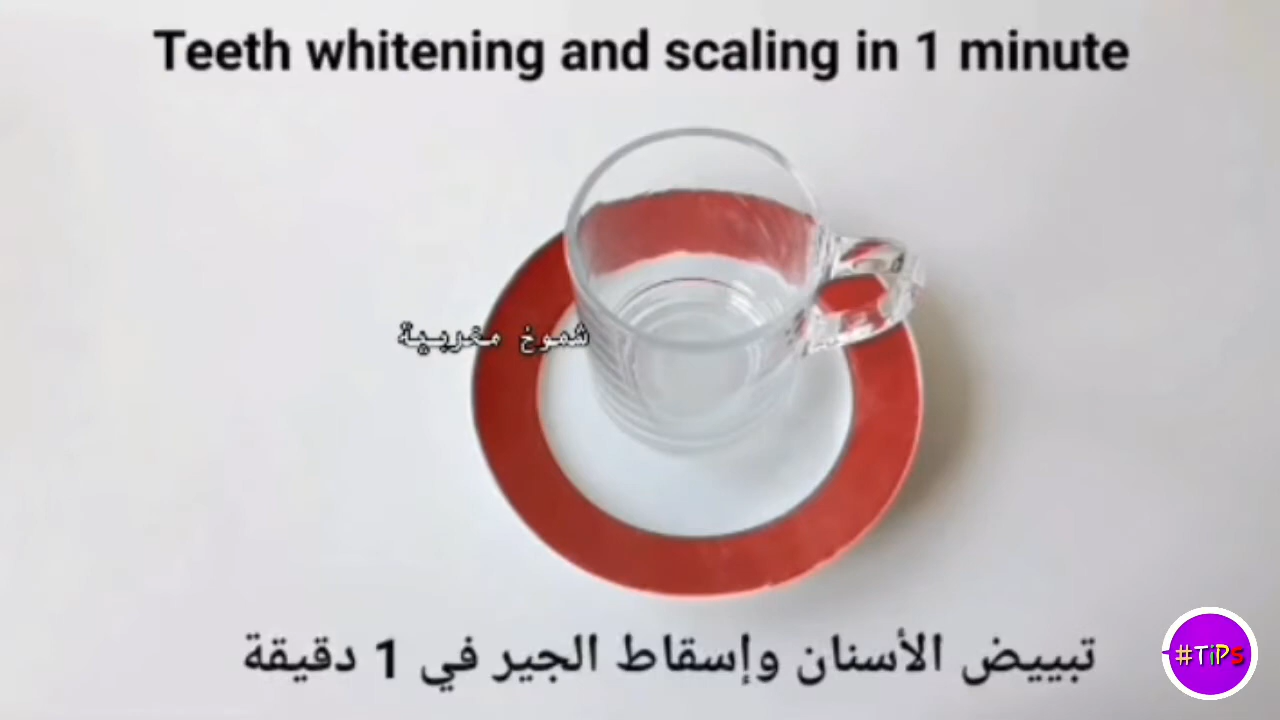 Teeth whitening and scaling in 1 minute
شموخ مغربية
تبييض الأسنان وإسقاط الجير في 1 دقيقة
#TiPs